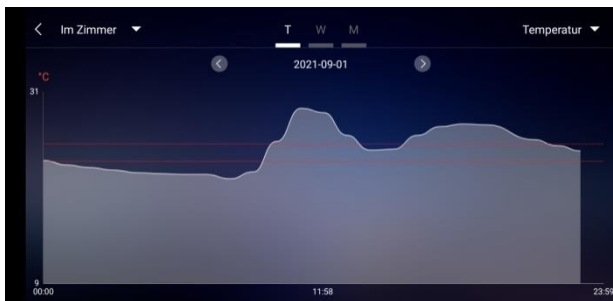 Im Zimmer
T W M
Temperatur
2021-09-01
°C
31
9
00:00 11:58 23:59